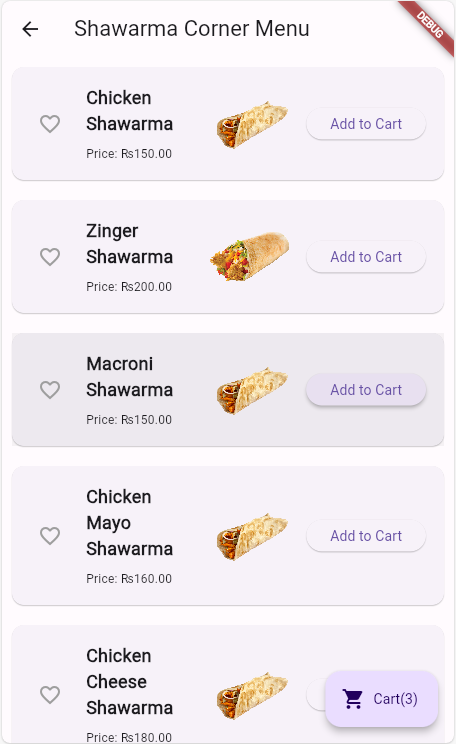 Shawarma Corner Menu
DEBUG
Chicken
Shawarma
Price: ₨150.00
Add to Cart
Zinger
Shawarma
Price: ₨200.00
Add to Cart
Macroni
Shawarma
Price: ₨150.00
Add to Cart
Chicken
Mayo
Shawarma
Price: ₨160.00
Add to Cart
Chicken
Cheese
Shawarma
Price: ₨180.00
Cart(3)